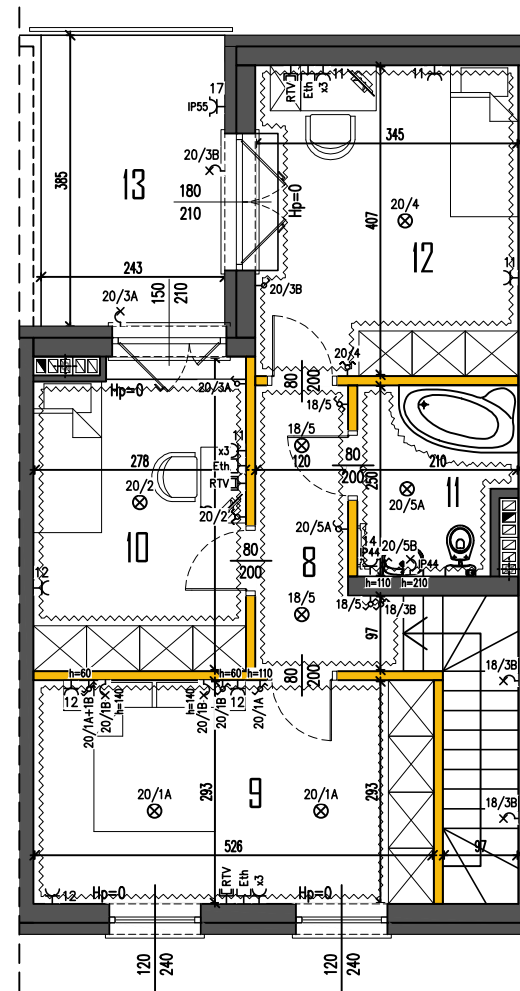 17
IP55
RTV
Eth
x3
11
11
345
20/3B
385
13
180
210
Hp=0
20/4
407
12
243
150
210
20/3A
20/3B
11
20/4
Hp=0
20/3A
80
200
18/5
18/5
278
x3
Eth
RTV
120
80
200
210
250
20/2
20/2
20/5A
11
10
20/5A
14
IP44
20/5B
IP44
80
200
8
h=110
h=210
12
18/5
18/5
18/3B
97
h=60
h=60
h=110
80
200
18/3B
12
20/1A+1B
20/1B
h=140
h=140
20/1B
20/1B
12
20/1A
20/1A
293
9
20/1A
293
18/3B
526
97
12
Hp=0
RTV
Eth
x3
Hp=0
120
240
120
240